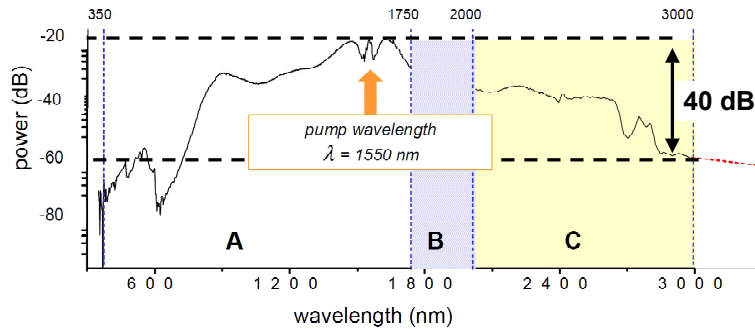 350 1750 2000 3000
-20
-40
-60
-80
power (dB)
40 dB
pump wavelength
λ = 1550 nm
A B C
600 1200 1800 2400 3000
wavelength (nm)